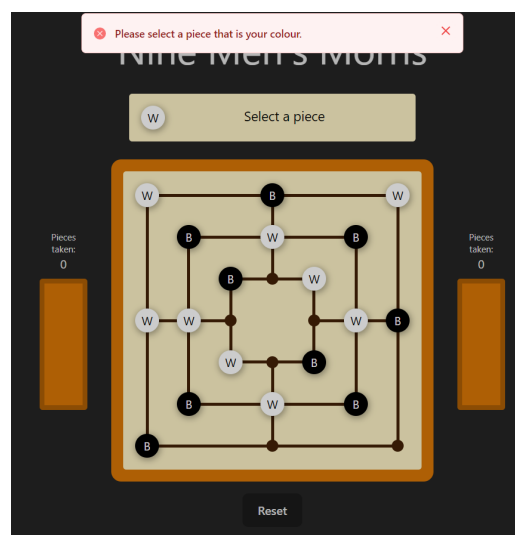 Please select a piece that is your colour.
Nine Men's Morris
W Select a piece
W B W
B W B
Pieces
taken:
0
Pieces
taken:
0
B W
W W W B
W B
B W B
B
Reset